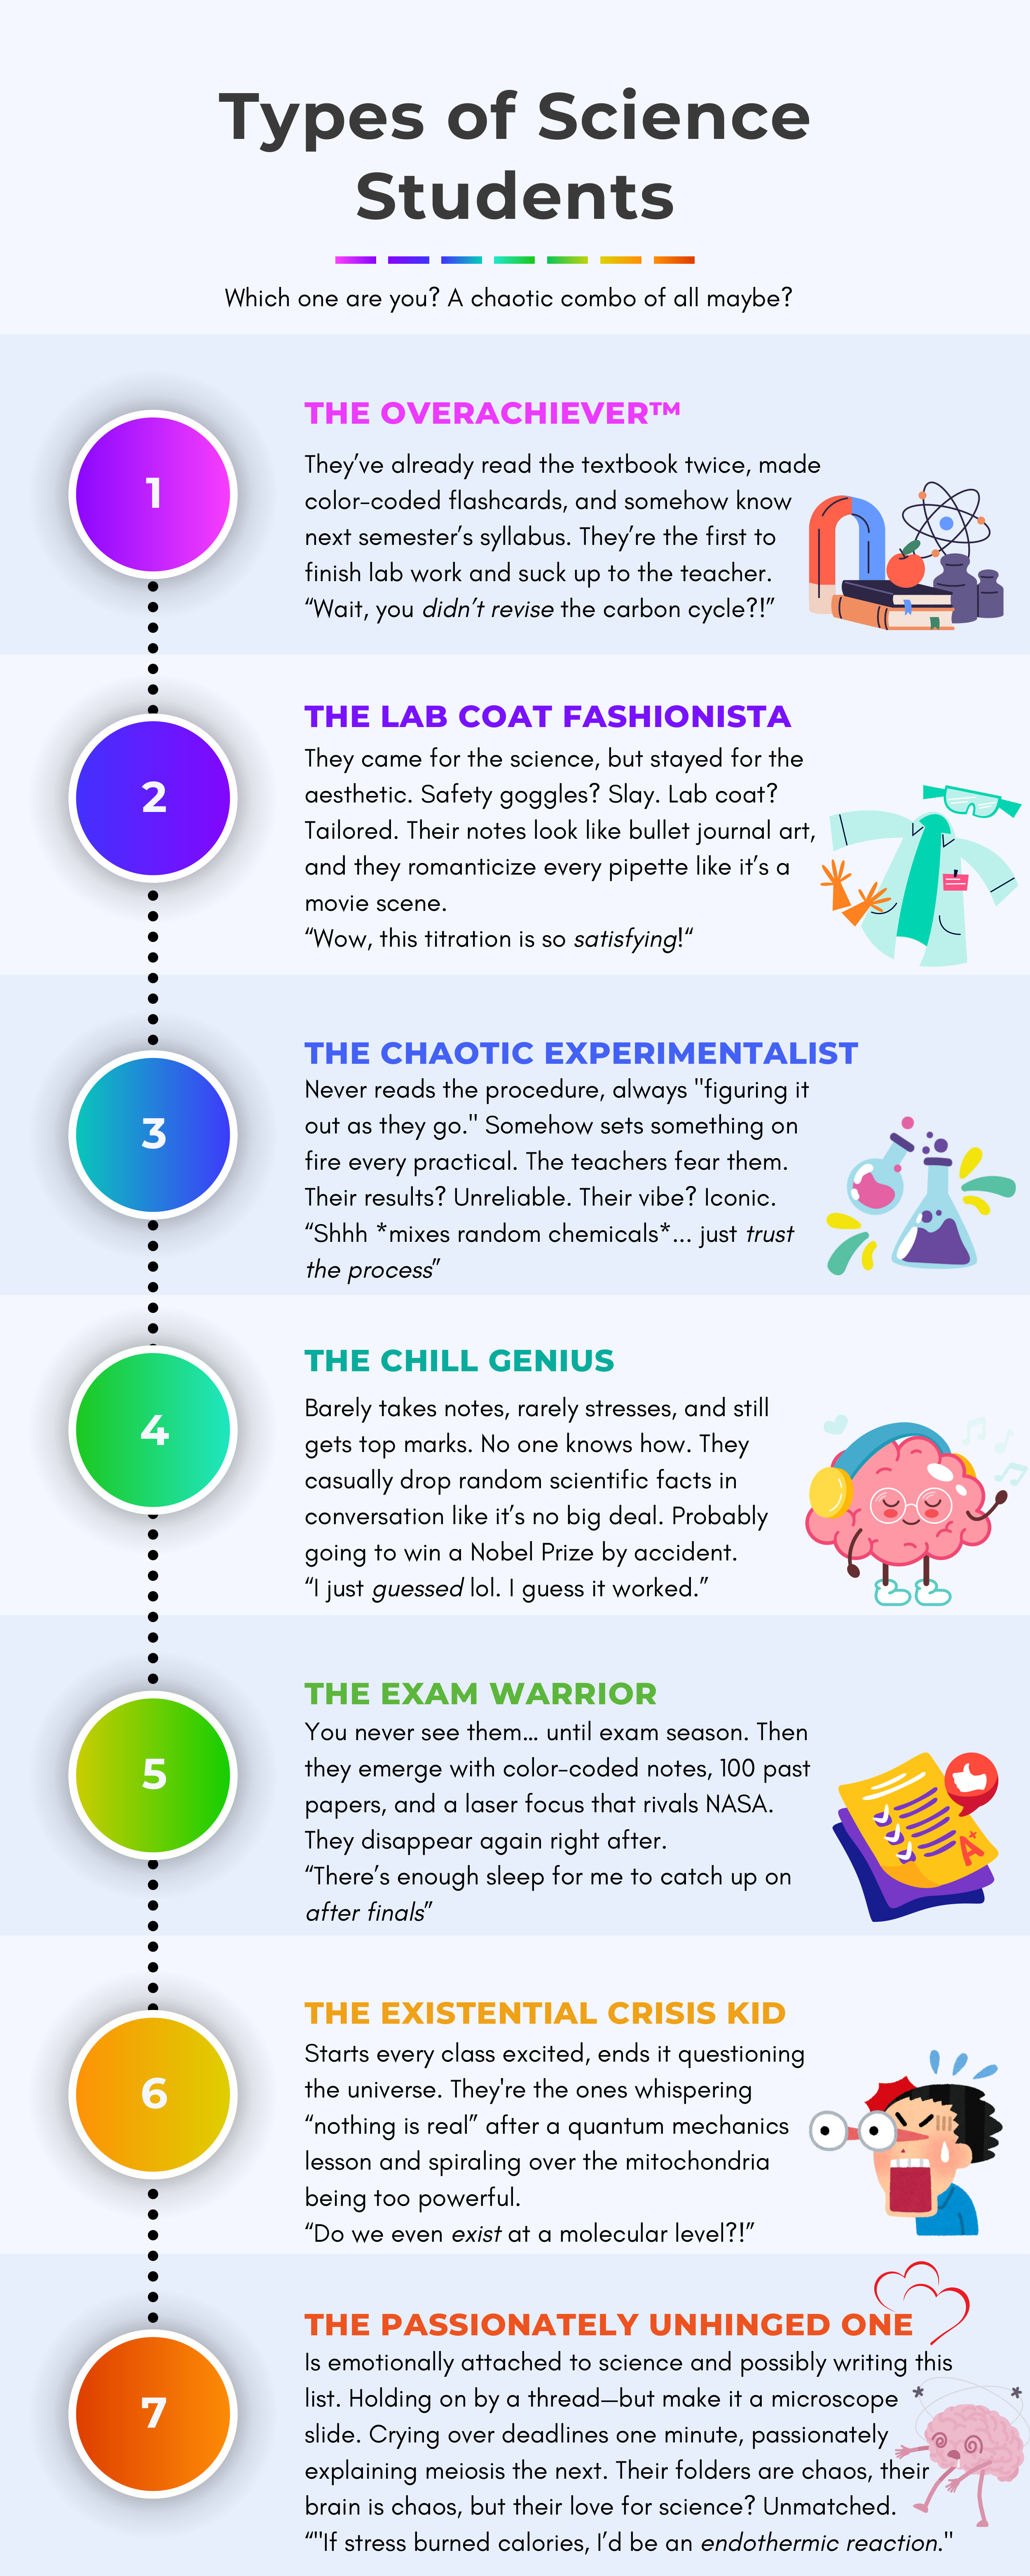 Types of Science
Students
Which one are you? A chaotic combo of all maybe?
1
THE OVERACHIEVER™
They’ve already read the textbook twice, made
color-coded flashcards, and somehow know
next semester’s syllabus. They’re the first to
finish lab work and suck up to the teacher.
“Wait, you didn’t revise the carbon cycle?!”
2
THE LAB COAT FASHIONISTA
They came for the science, but stayed for the
aesthetic. Safety goggles? Slay. Lab coat?
Tailored. Their notes look like bullet journal art,
and they romanticize every pipette like it’s a
movie scene.
“Wow, this titration is so satisfying!“
3
THE CHAOTIC EXPERIMENTALIST
Never reads the procedure, always "figuring it
out as they go." Somehow sets something on
fire every practical. The teachers fear them.
Their results? Unreliable. Their vibe? Iconic.
“Shhh *mixes random chemicals*... just trust
the process”
4
THE CHILL GENIUS
Barely takes notes, rarely stresses, and still
gets top marks. No one knows how. They
casually drop random scientific facts in
conversation like it’s no big deal. Probably
going to win a Nobel Prize by accident.
“I just guessed lol. I guess it worked.”
5
THE EXAM WARRIOR
You never see them… until exam season. Then
they emerge with color-coded notes, 100 past
papers, and a laser focus that rivals NASA.
They disappear again right after.
“There’s enough sleep for me to catch up on
after finals”
A+
6
THE EXISTENTIAL CRISIS KID
Starts every class excited, ends it questioning
the universe. They're the ones whispering
“nothing is real” after a quantum mechanics
lesson and spiraling over the mitochondria
being too powerful.
“Do we even exist at a molecular level?!”
7
THE PASSIONATELY UNHINGED ONE
Is emotionally attached to science and possibly writing this
list. Holding on by a thread—but make it a microscope
slide. Crying over deadlines one minute, passionately
explaining meiosis the next. Their folders are chaos, their
brain is chaos, but their love for science? Unmatched.
“"If stress burned calories, I’d be an endothermic reaction."